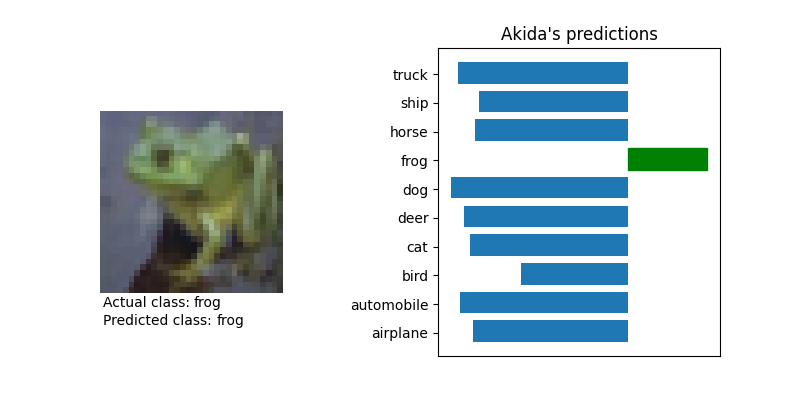 Akida's predictions
truck
ship
horse
frog
dog
deer
cat
bird
automobile
airplane
Actual class: frog
Predicted class: frog